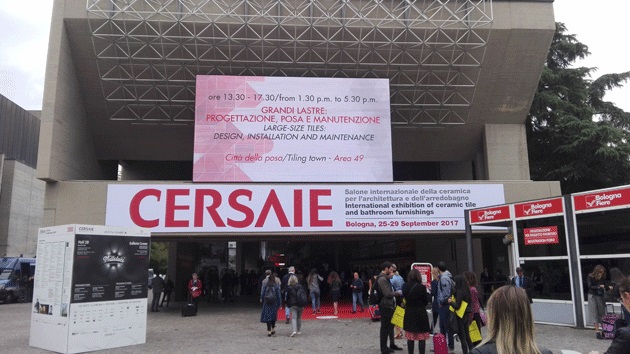 ore 13.30 - 17.30/from 1.30 p.m. to 5.30 p.m.
GRANDI LASTRE:
PROGETTAZIONE, POSA E MANUTENZIONE
LARGE-SIZE TILES:
DESIGN, INSTALLATION AND MAINTENANCE
Città della posa/Tiling town - Area 49
CERSAIE
Salone internazionale della ceramica
per l'architettura e dell'arredobagno
International exhibition of ceramic tile
and bathroom furnishings
Bologna, 25-29 September 2017
CERSAIE
Bologna
Fiere
Bologna
Fiere
Bologna
Fiere